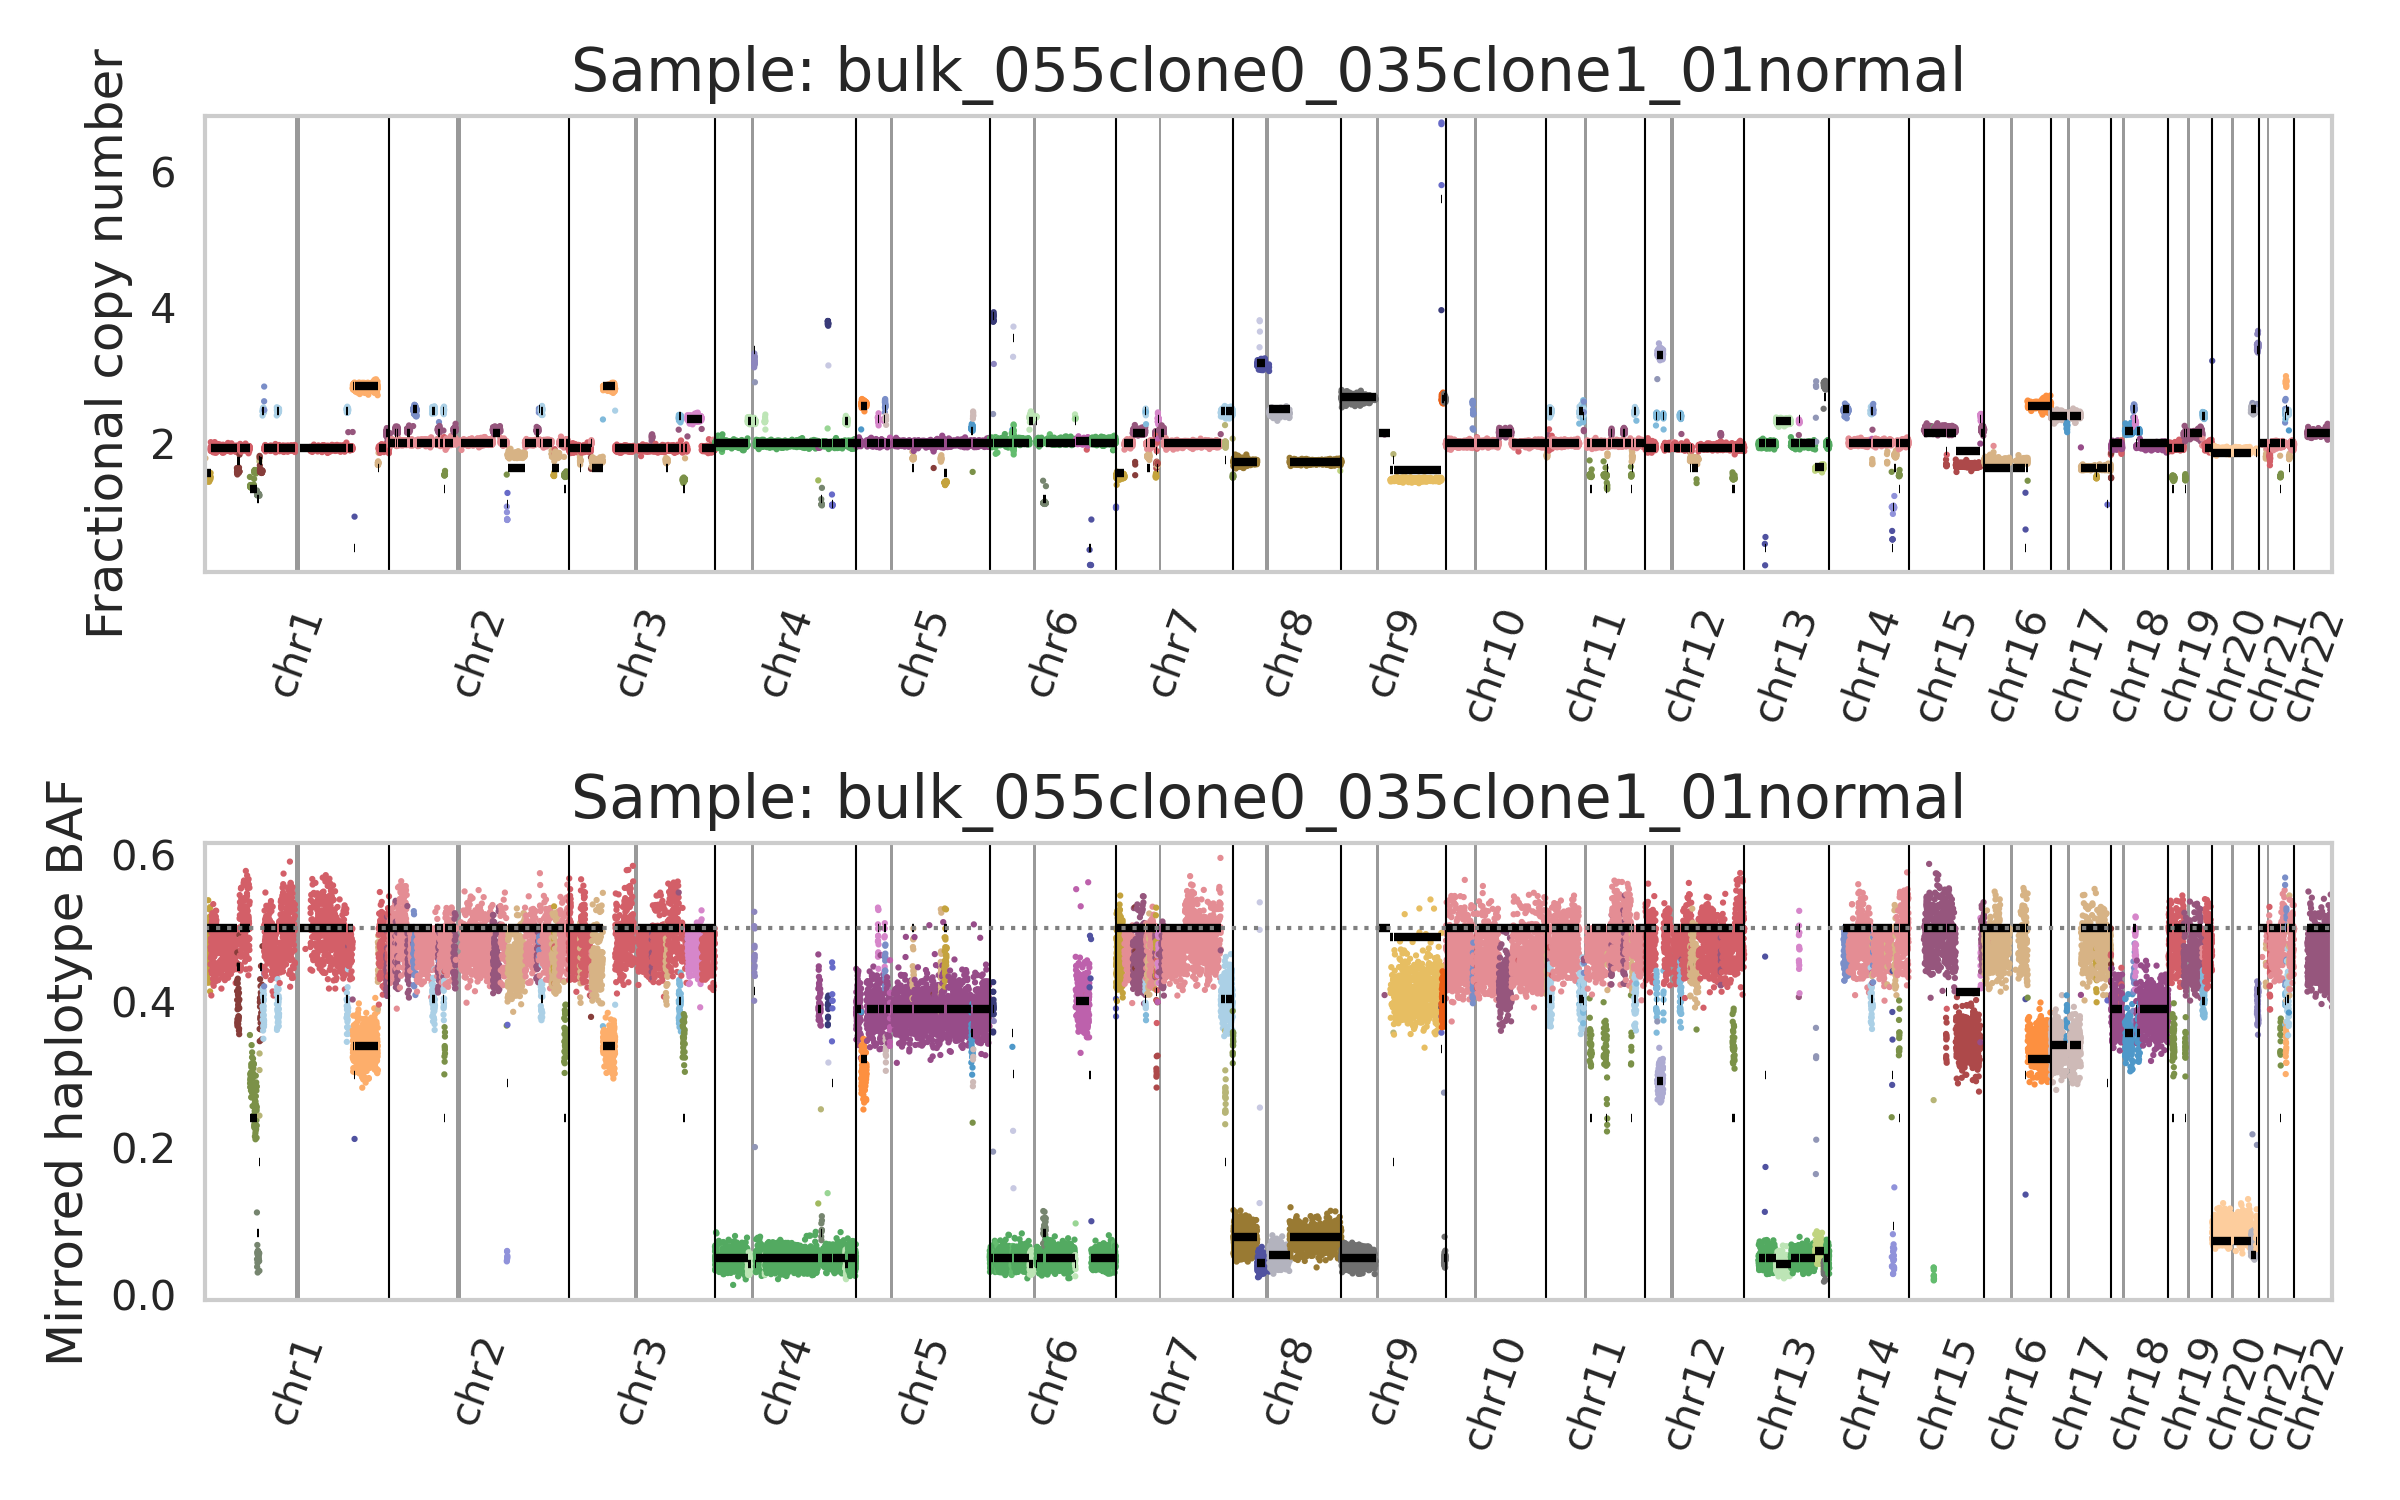 Sample: bulk_055clone0_035clone1_01normal
Fractional copy number
6
4
2
chr1 chr2 chr3 chr4 chr5 chr6 chr7 chr8 chr9 chr10 chr11 chr12 chr13 chr14 chr15 chr16 chr17 chr18 chr19 chr20 chr21 chr22
Sample: bulk_055clone0_035clone1_01normal
Mirrored haplotype BAF
0.6
0.4
0.2
0.0
chr1 chr2 chr3 chr4 chr5 chr6 chr7 chr8 chr9 chr10 chr11 chr12 chr13 chr14 chr15 chr16 chr17 chr18 chr19 chr20 chr21 chr22